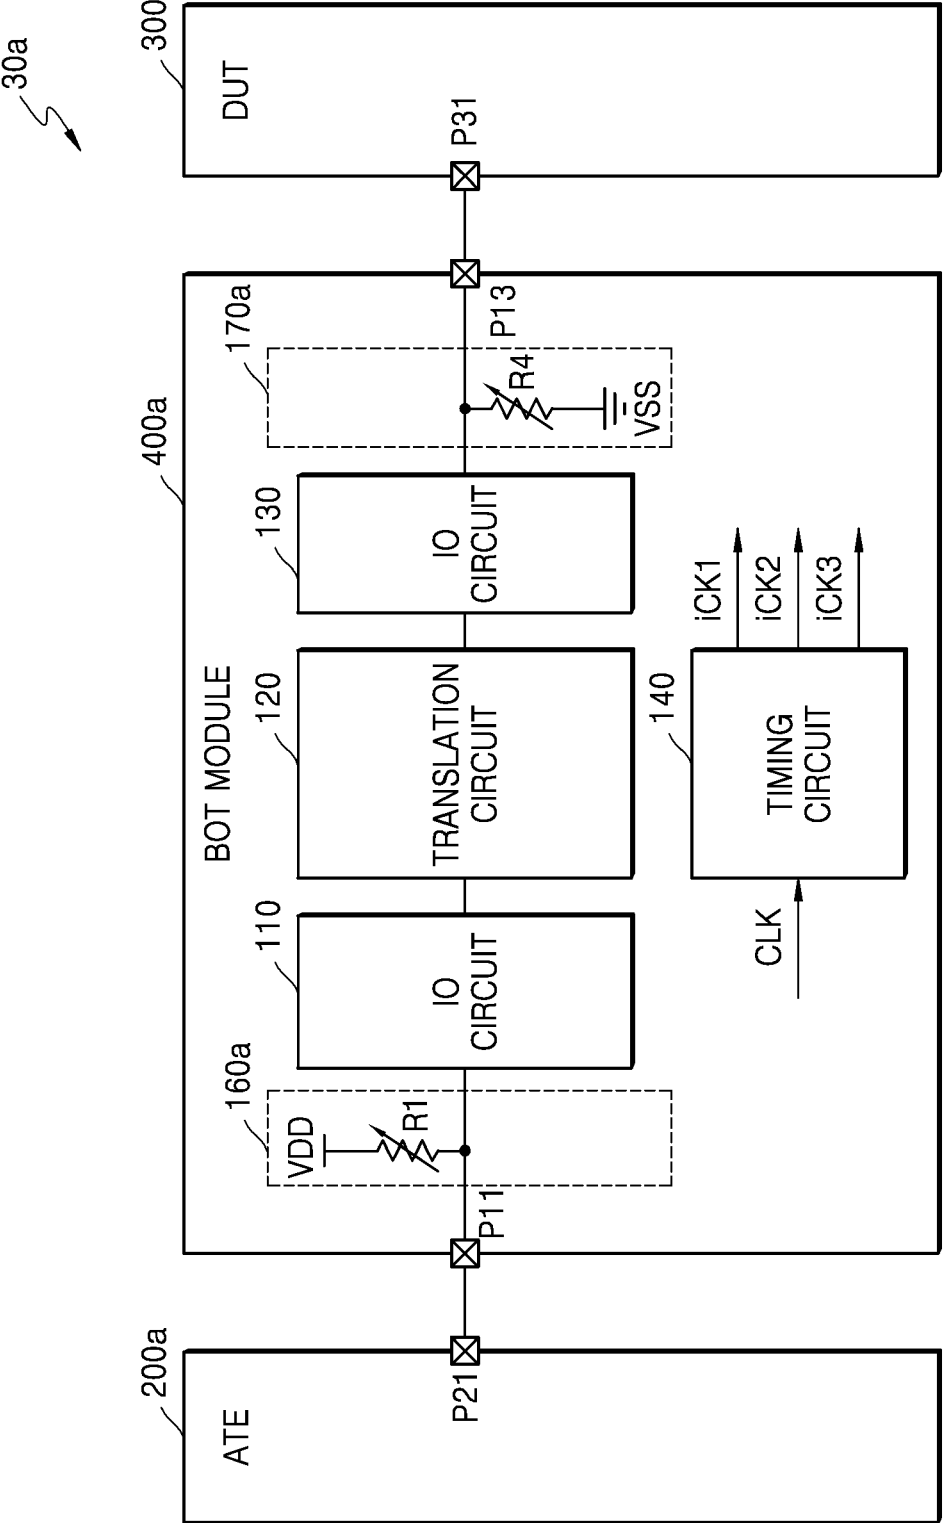 30a
200a
ATE
P21
400a
BOT MODULE
P11
160a
VDD
R1
110
IO
CIRCUIT
120
TRANSLATION
CIRCUIT
130
IO
CIRCUIT
170a
R4
VSS
P13
CLK
140
TIMING
CIRCUIT
iCK1
iCK2
iCK3
300
DUT
P31